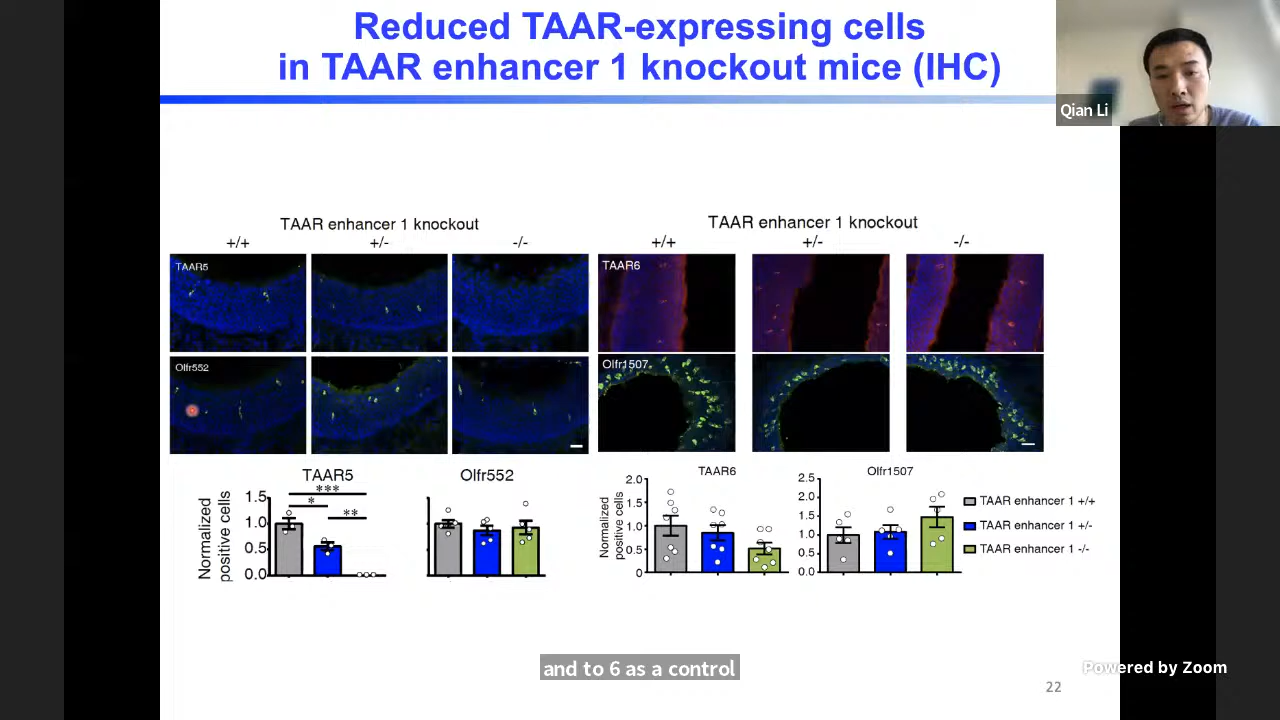 Reduced TAAR-expressing cells
in TAAR enhancer 1 knockout mice (IHC)
Qian Li
TAAR enhancer 1 knockout
+/+ +/- -/-
TAAR5
Olfr552
TAAR enhancer 1 knockout
+/+ +/- -/-
TAAR6
Olfr1507
TAAR5
Normalized
positive cells
1.5
1.0
0.5
0.0
***
*
**
Olfr552
TAAR6
Normalized
positive cells
2.0
1.5
1.0
0.5
0
Olfr1507
2.5
2.0
1.5
1.0
0.5
0.0
TAAR enhancer 1 +/+
TAAR enhancer 1 +/-
TAAR enhancer 1 -/-
and to 6 as a control
Powered by Zoom
22